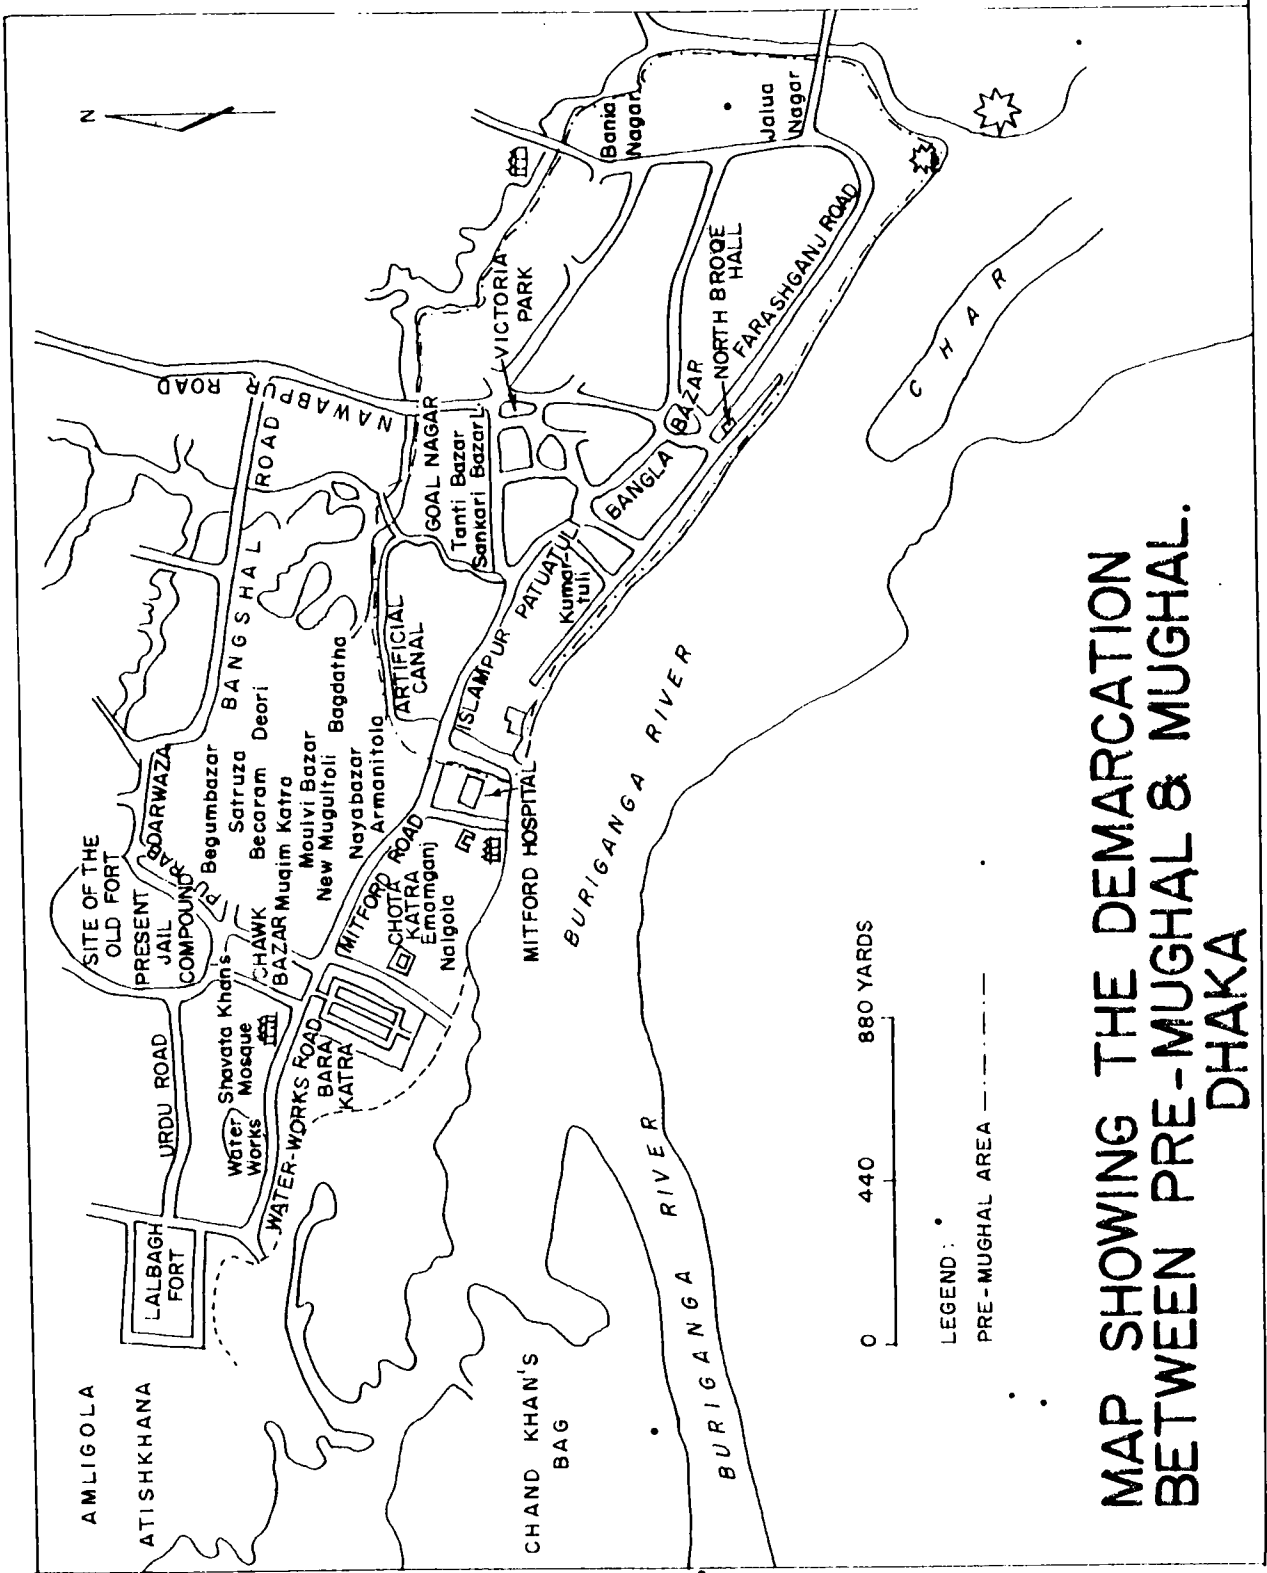 N
AMLIGOLA
ATISHKHANA
LALBAGH
FORT
URDU ROAD
SITE OF THE
OLD FORT
PRESENT
JAIL
COMPOUND
PURAB DARWAZA
Shavata Khan's
Mosque
Water
Works
WATER-WORKS ROAD
CHAWK
BAZAR
BARA
KATRA
MITFORD ROAD
CHOTA
KATRA
Emamganj
Nalgola
MITFORD HOSPITAL
Begumbazar
Satruza
Becaram Deori
Muqim Katra
Moulvi Bazar
New Mugultoli
Bagdatna
Nayabazar
Armanitola
BANGSHAL ROAD
NAWABPUR ROAD
ARTIFICIAL
CANAL
ISLAMPUR
PATUATULI
Kumar-
tuli
GOAL NAGAR
Tanti Bazar
Sankari Bazar
VICTORIA
PARK
BANGLA BAZAR
NORTH BROQE
HALL
FARASHGANJ ROAD
Bania
Nagar
Jalua
Nagar
CHAR
BURIGANGA RIVER
BURIGANGA RIVER
CHAND KHAN'S
BAG
0 440 880 YARDS
LEGEND:
PRE-MUGHAL AREA
MAP SHOWING THE DEMARCATION
BETWEEN PRE-MUGHAL & MUGHAL.
DHAKA